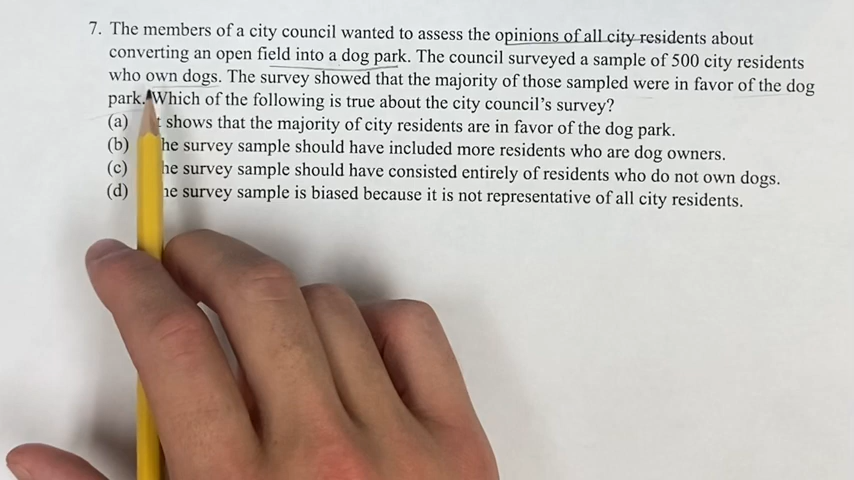 7. The members of a city council wanted to assess the opinions of all city residents about
converting an open field into a dog park. The council surveyed a sample of 500 city residents
who own dogs. The survey showed that the majority of those sampled were in favor of the dog
park. Which of the following is true about the city council's survey?
(a) t shows that the majority of city residents are in favor of the dog park.
(b) he survey sample should have included more residents who are dog owners.
(c) he survey sample should have consisted entirely of residents who do not own dogs.
(d) he survey sample is biased because it is not representative of all city residents.